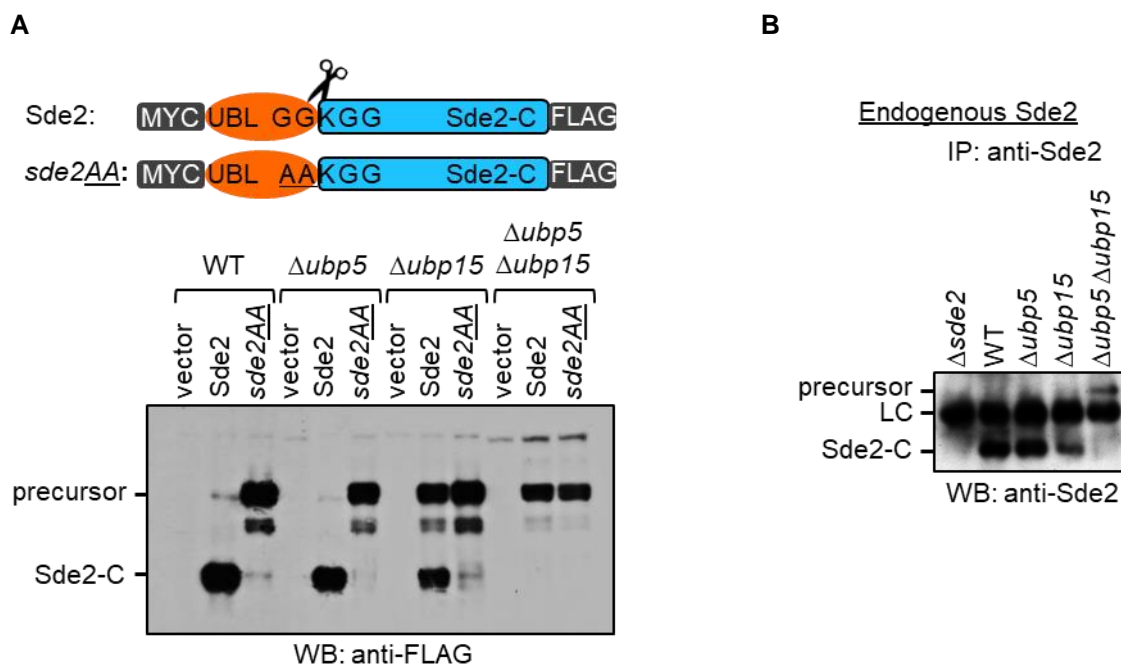 A
Sde2: MYC UBL GG KGG Sde2-C FLAG
sde2AA: MYC UBL AA KGG Sde2-C FLAG
Δubp5
WT Δubp5 Δubp15 Δubp15
vector Sde2 sde2AA vector Sde2 sde2AA vector Sde2 sde2AA vector Sde2 sde2AA
precursor
Sde2-C
WB: anti-FLAG
B
Endogenous Sde2
IP: anti-Sde2
Δsde2 WT Δubp5 Δubp15 Δubp5 Δubp15
precursor
LC
Sde2-C
WB: anti-Sde2